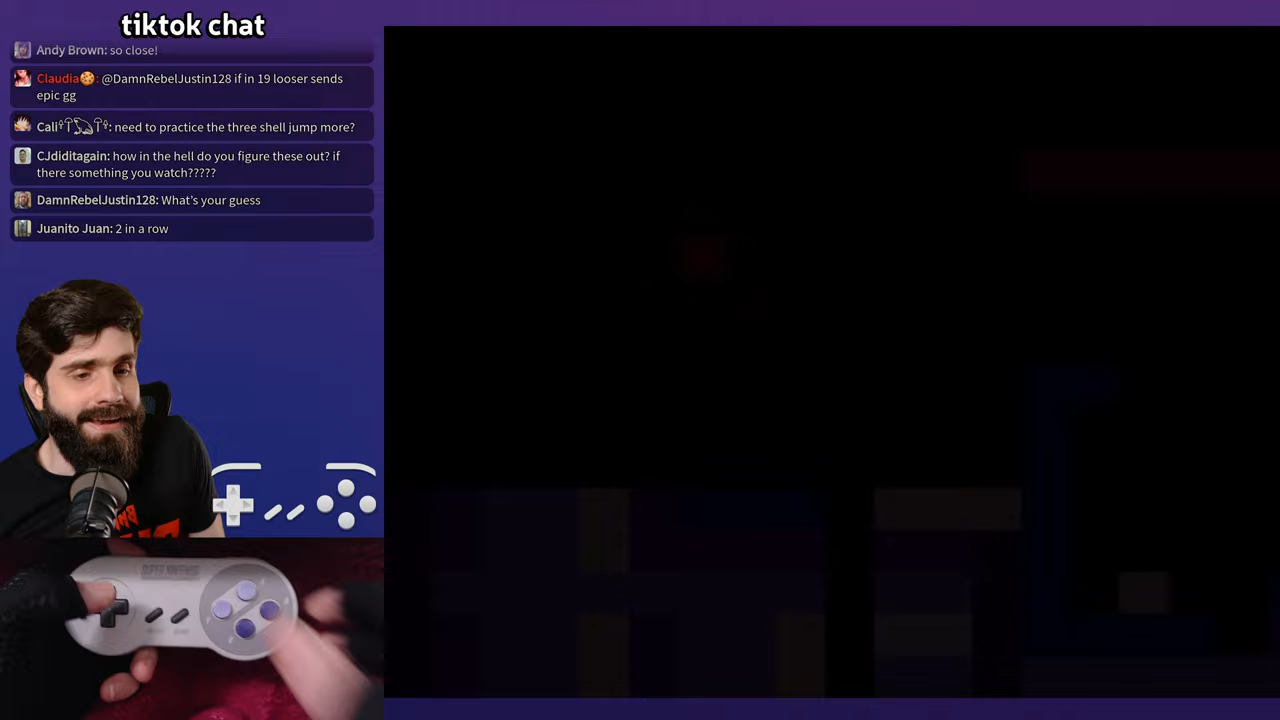 tiktok chat
Andy Brown: so close!
Claudia🍪: @DamnRebelJustin128 if in 19 looser sends
epic gg
Cali: need to practice the three shell jump more?
CJdiditagain: how in the hell do you figure these out? if
there something you watch?????
DamnRebelJustin128: What's your guess
Juanito Juan: 2 in a row